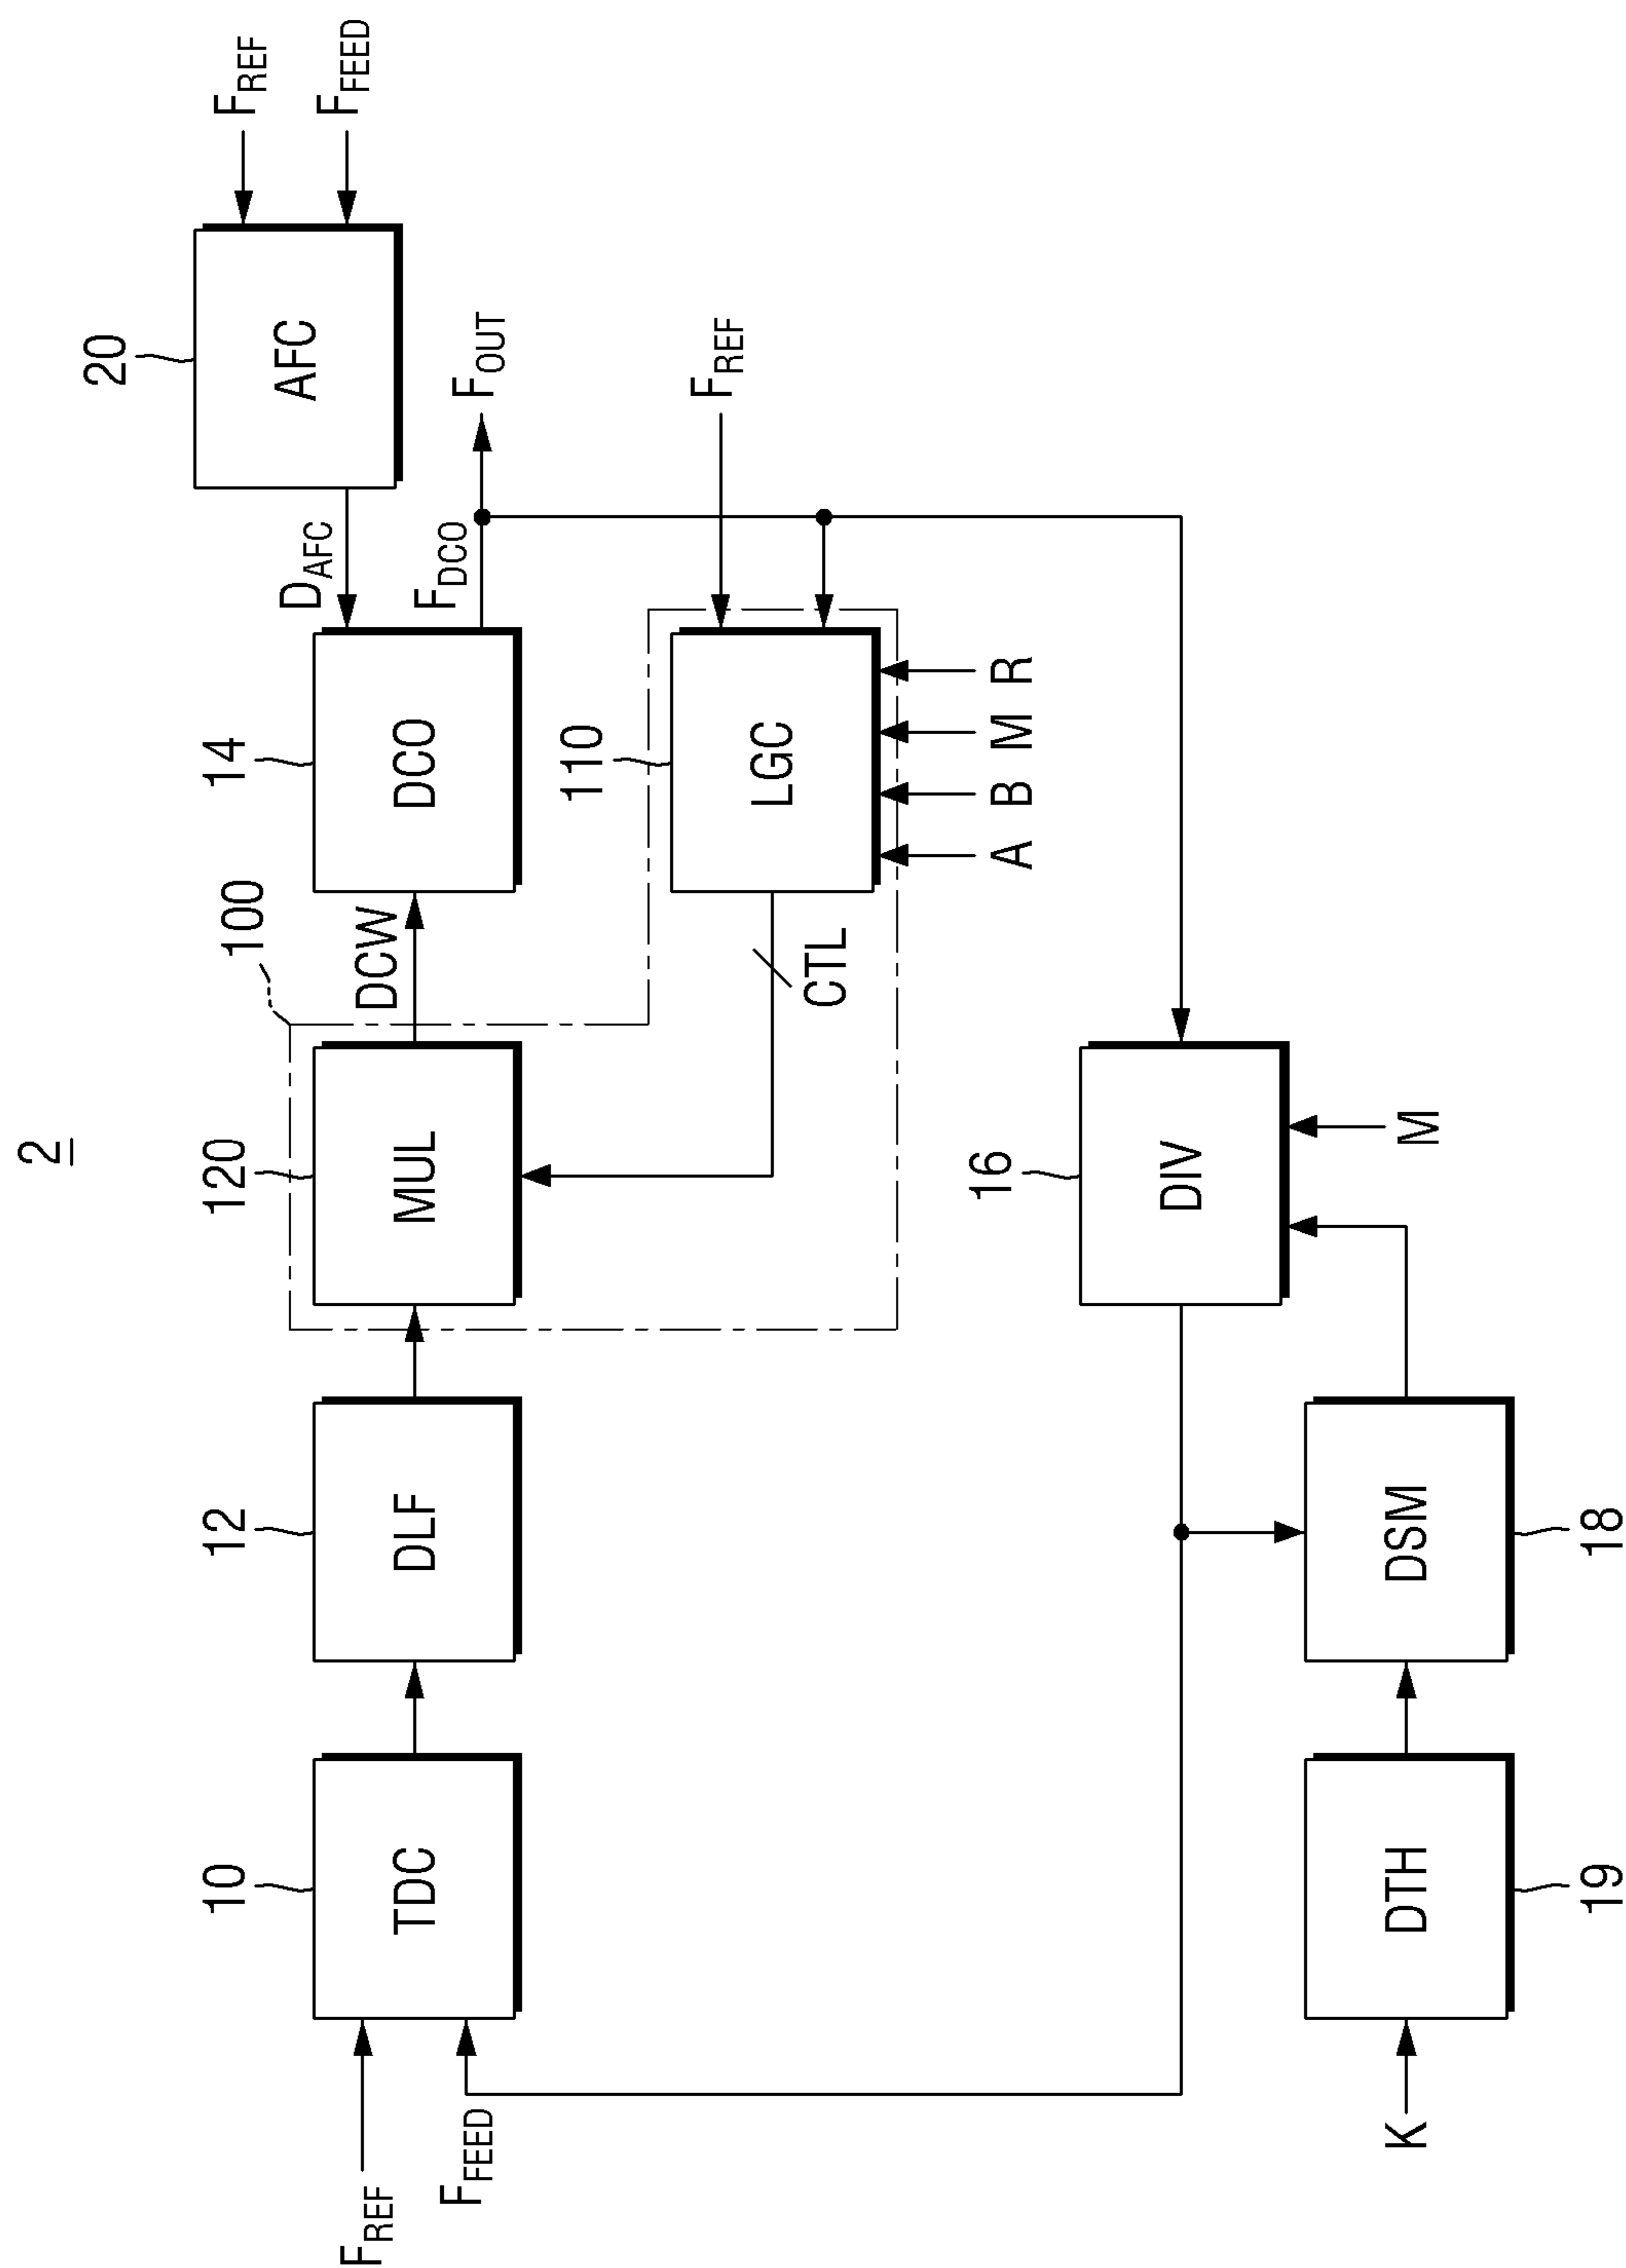 2
20
AFC
F_REF
F_FEED
D_AFC
100
10
TDC
12
DLF
120
MUL
DCW
14
DCO
F_DCO
F_OUT
F_REF
F_FEED
110
LGC
F_REF
CTL
A B M R
16
DIV
M
K
DTH
19
DSM
18